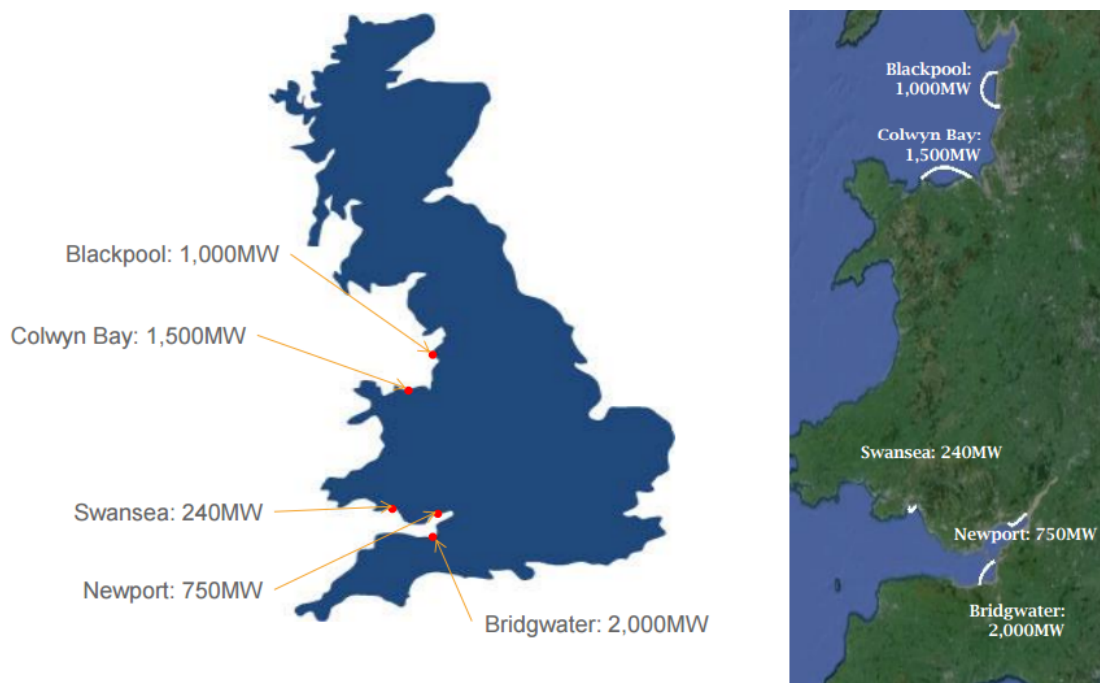 Blackpool: 1,000MW
Colwyn Bay: 1,500MW
Swansea: 240MW
Newport: 750MW
Bridgwater: 2,000MW
Blackpool:
1,000MW
Colwyn Bay:
1,500MW
Swansea: 240MW
Newport: 750MW
Bridgwater:
2,000MW